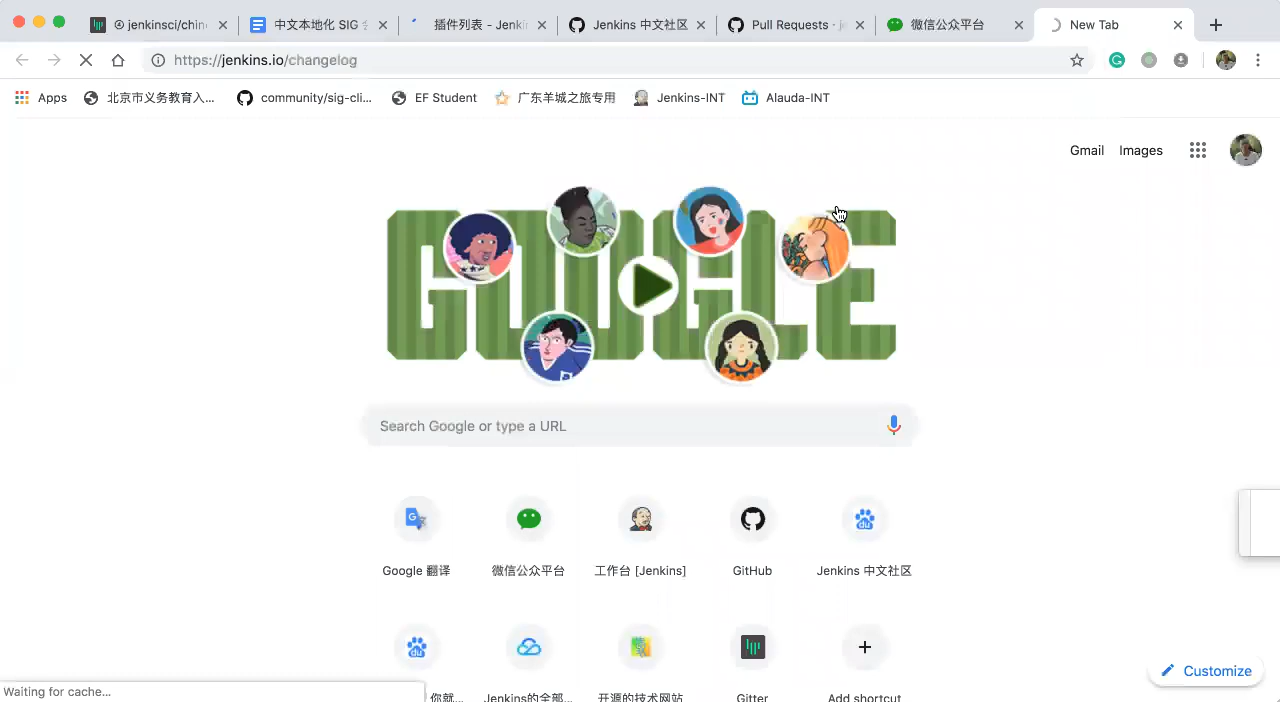 ④ jenkinsci/chin
中文本地化 SIG 会
插件列表 - Jenkin
Jenkins 中文社区
Pull Requests · je
微信公众平台
New Tab
https://jenkins.io/changelog
Apps
北京市义务教育入...
community/sig-cli...
EF Student
广东羊城之旅专用
Jenkins-INT
Alauda-INT
Gmail
Images
GOOGLE
Search Google or type a URL
Google 翻译
微信公众平台
工作台 [Jenkins]
GitHub
Jenkins 中文社区
你就...
Jenkins的全部...
开源的技术网站
Gitter
Add shortcut
Customize
Waiting for cache...